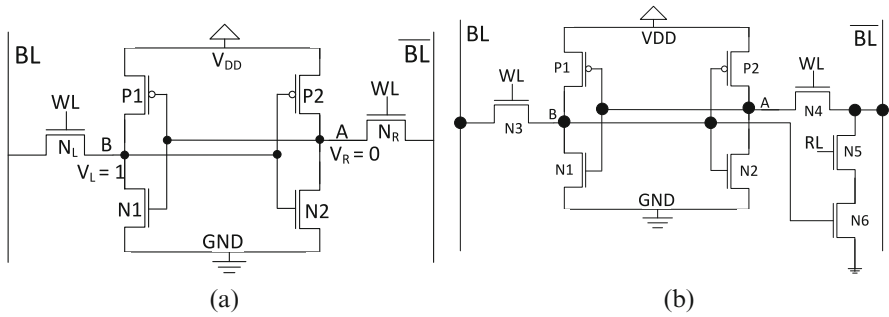 BL
V_DD
BL
P1
P2
WL
WL
A
N_L
B
N_R
V_L = 1
V_R = 0
N1
N2
GND
(a)
BL
VDD
BL
P1
P2
WL
WL
B
A
N3
N4
RL
N5
N1
N2
GND
N6
(b)